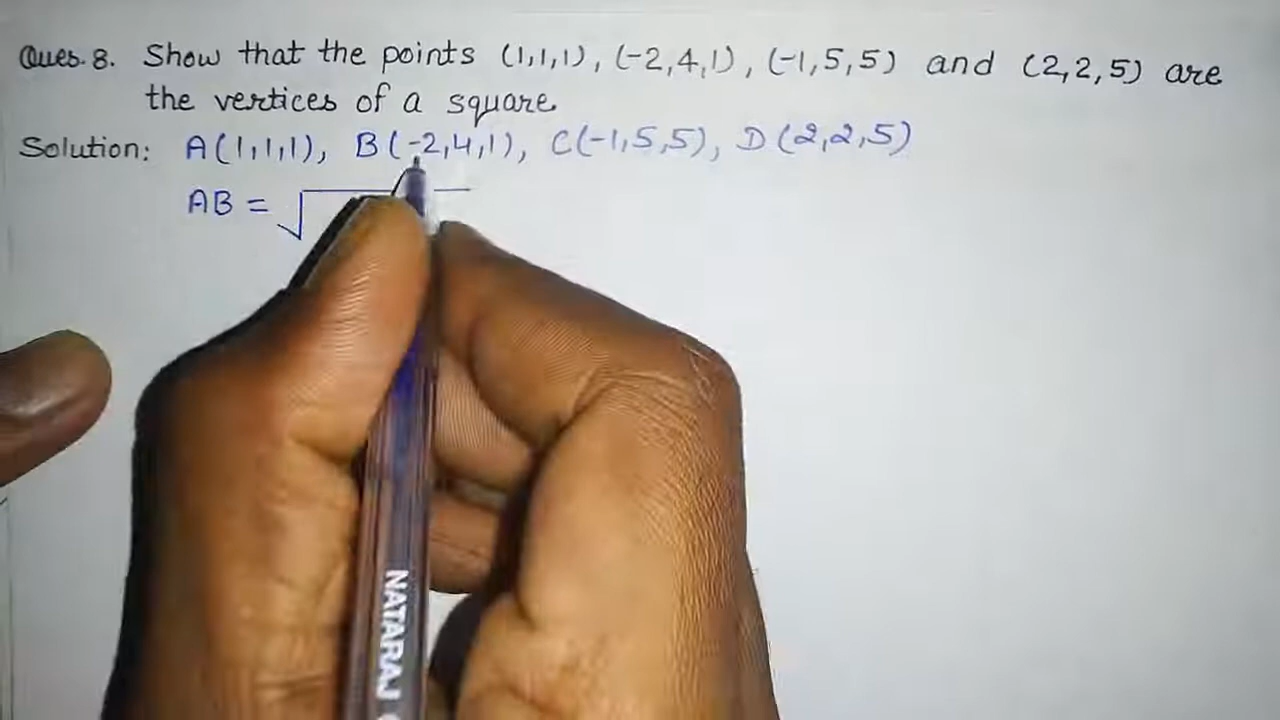 Ques. 8. Show that the points (1,1,1), (-2,4,1), (-1,5,5) and (2,2,5) are
the vertices of a square.
Solution: A(1,1,1), B(-2,4,1), C(-1,5,5), D(2,2,5)
AB = √
NATARAJ